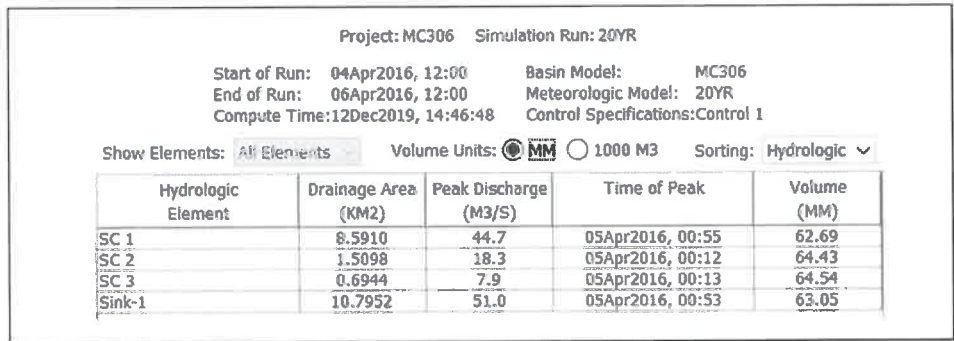 Project: MC306 Simulation Run: 20YR
Start of Run: 04Apr2016, 12:00 Basin Model: MC306
End of Run: 06Apr2016, 12:00 Meteorologic Model: 20YR
Compute Time:12Dec2019, 14:46:48 Control Specifications:Control 1
Show Elements: All Elements Volume Units: MM 1000 M3 Sorting: Hydrologic
Hydrologic Element Drainage Area (KM2) Peak Discharge (M3/S) Time of Peak Volume (MM)
SC 1 8.5910 44.7 05Apr2016, 00:55 62.69
SC 2 1.5098 18.3 05Apr2016, 00:12 64.43
SC 3 0.6944 7.9 05Apr2016, 00:13 64.54
Sink-1 10.7952 51.0 05Apr2016, 00:53 63.05